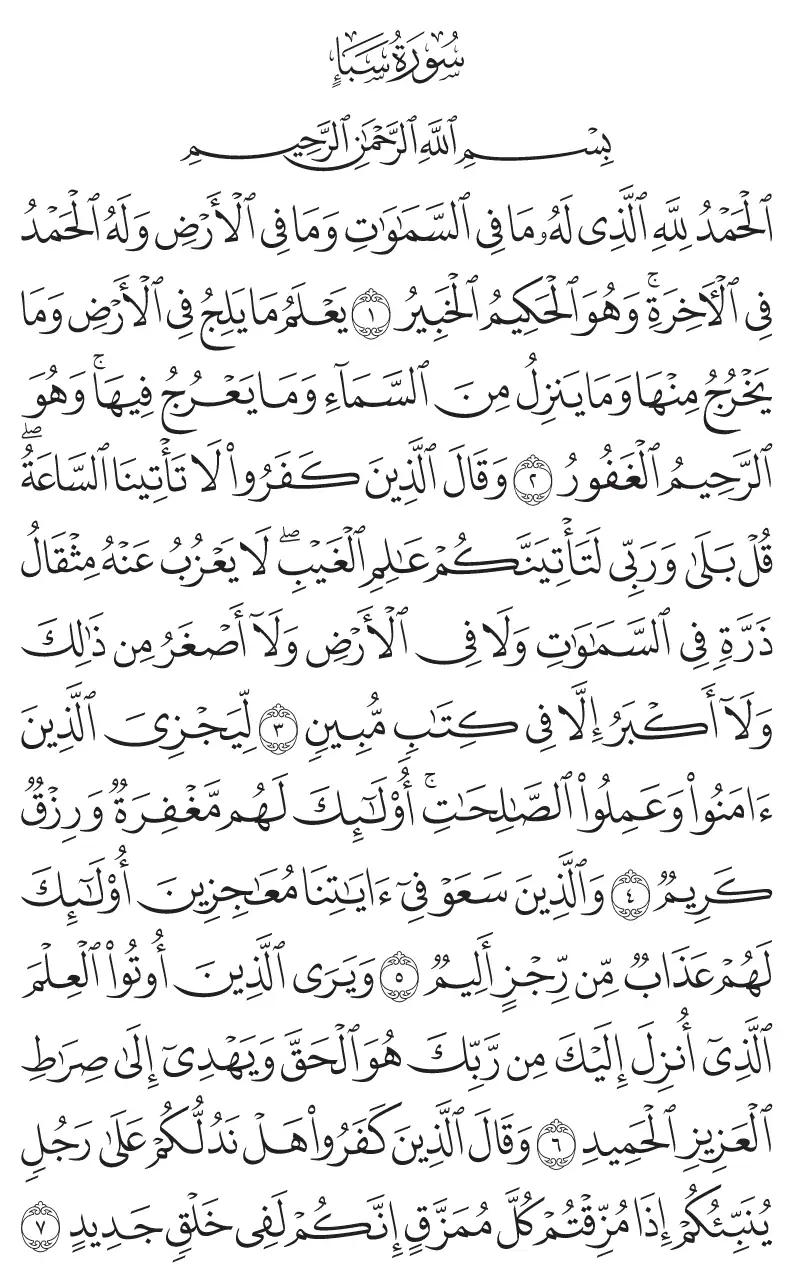 سُورَةُ سَبَإٍ
بِسْمِ ٱللَّهِ ٱلرَّحْمَٰنِ ٱلرَّحِيمِ
ٱلْحَمْدُ لِلَّهِ ٱلَّذِى لَهُۥ مَا فِى ٱلسَّمَٰوَٰتِ وَمَا فِى ٱلْأَرْضِ وَلَهُ ٱلْحَمْدُ
فِى ٱلْأَخِرَةِ ۚ وَهُوَ ٱلْحَكِيمُ ٱلْخَبِيرُ ١ يَعْلَمُ مَا يَلِجُ فِى ٱلْأَرْضِ وَمَا
يَخْرُجُ مِنْهَا وَمَا يَنزِلُ مِنَ ٱلسَّمَآءِ وَمَا يَعْرُجُ فِيهَا ۚ وَهُوَ
ٱلرَّحِيمُ ٱلْغَفُورُ ٢ وَقَالَ ٱلَّذِينَ كَفَرُوا۟ لَا تَأْتِينَا ٱلسَّاعَةُ ۖ
قُلْ بَلَىٰ وَرَبِّى لَتَأْتِيَنَّكُمْ عَٰلِمِ ٱلْغَيْبِ ۖ لَا يَعْزُبُ عَنْهُ مِثْقَالُ
ذَرَّةٍ فِى ٱلسَّمَٰوَٰتِ وَلَا فِى ٱلْأَرْضِ وَلَآ أَصْغَرُ مِن ذَٰلِكَ
وَلَآ أَكْبَرُ إِلَّا فِى كِتَٰبٍ مُّبِينٍ ٣ لِّيَجْزِىَ ٱلَّذِينَ
ءَامَنُوا۟ وَعَمِلُوا۟ ٱلصَّٰلِحَٰتِ ۚ أُو۟لَٰٓئِكَ لَهُم مَّغْفِرَةٌ وَرِزْقٌ
كَرِيمٌ ٤ وَٱلَّذِينَ سَعَوْ فِىٓ ءَايَٰتِنَا مُعَٰجِزِينَ أُو۟لَٰٓئِكَ
لَهُمْ عَذَابٌ مِّن رِّجْزٍ أَلِيمٌ ٥ وَيَرَى ٱلَّذِينَ أُوتُوا۟ ٱلْعِلْمَ
ٱلَّذِىٓ أُنزِلَ إِلَيْكَ مِن رَّبِّكَ هُوَ ٱلْحَقَّ وَيَهْدِىٓ إِلَىٰ صِرَٰطِ
ٱلْعَزِيزِ ٱلْحَمِيدِ ٦ وَقَالَ ٱلَّذِينَ كَفَرُوا۟ هَلْ نَدُلُّكُمْ عَلَىٰ رَجُلٍ
يُنَبِّئُكُمْ إِذَا مُزِّقْتُمْ كُلَّ مُمَزَّقٍ إِنَّكُمْ لَفِى خَلْقٍ جَدِيدٍ ٧